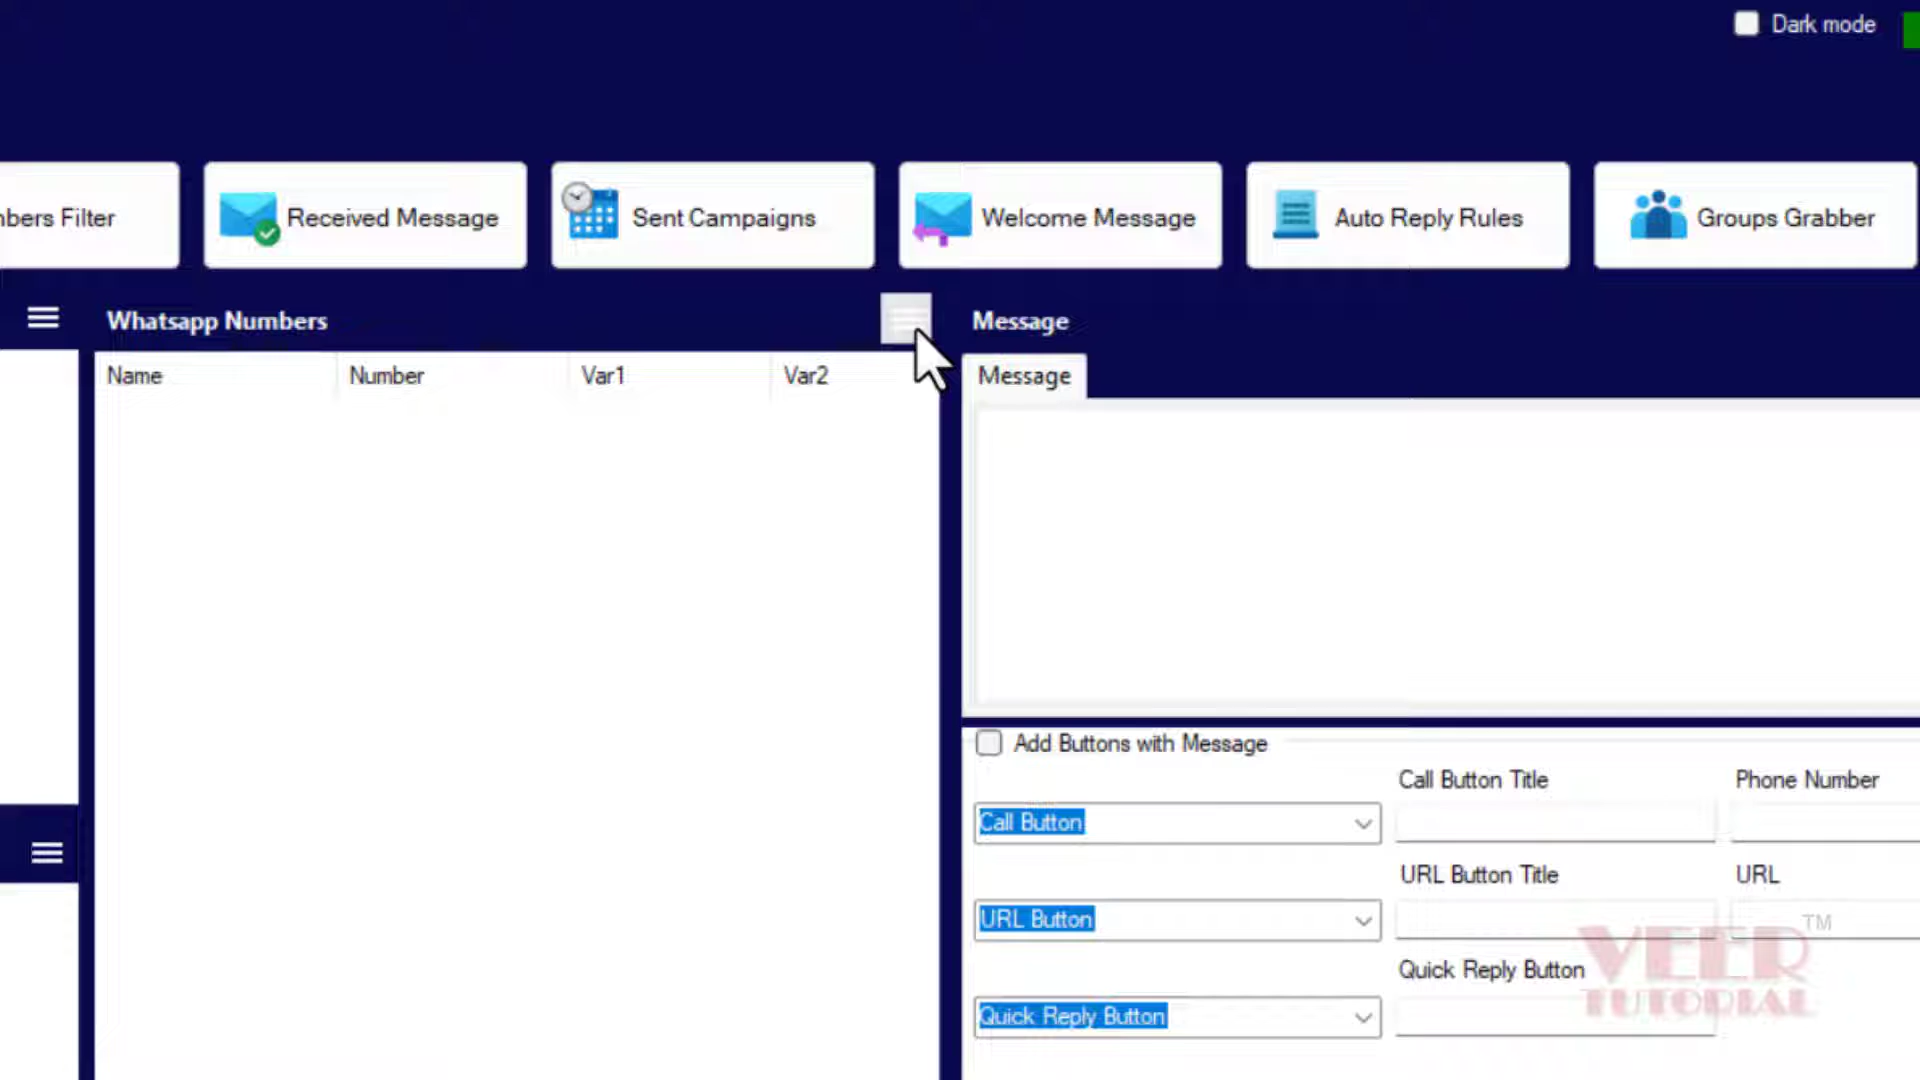 Dark mode
bers Filter
Received Message
Sent Campaigns
Welcome Message
Auto Reply Rules
Groups Grabber
Whatsapp Numbers
Name Number Var1 Var2
Message
Message
Add Buttons with Message
Call Button Title Phone Number
Call Button
URL Button Title URL
URL Button
Quick Reply Button
Quick Reply Button
VEER™
TUTORIAL